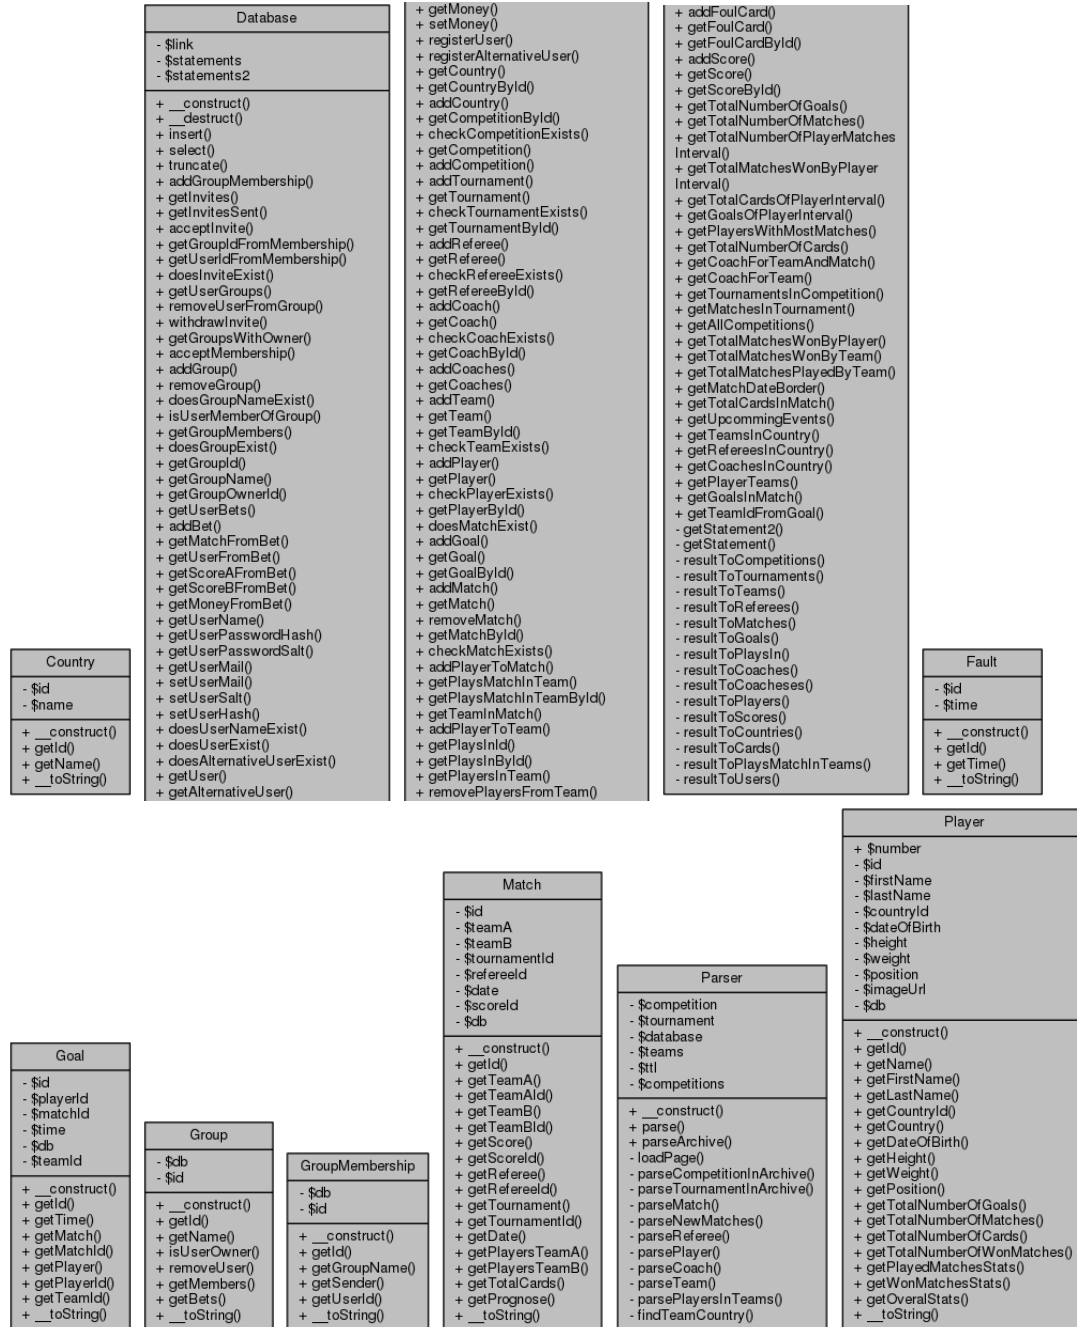 Database
- $link
- $statements
- $statements2
+ __construct()
+ __destruct()
+ insert()
+ select()
+ truncate()
+ addGroupMembership()
+ getInvites()
+ getInvitesSent()
+ acceptInvite()
+ getGroupIdFromMembership()
+ getUserIdFromMembership()
+ doesInviteExist()
+ getUserGroups()
+ removeUserFromGroup()
+ withdrawInvite()
+ getGroupsWithOwner()
+ acceptMembership()
+ addGroup()
+ removeGroup()
+ doesGroupNameExist()
+ isUserMemberOfGroup()
+ getGroupMembers()
+ doesGroupExist()
+ getGroupId()
+ getGroupName()
+ getGroupOwnerId()
+ getUserBets()
+ addBet()
+ getMatchFromBet()
+ getUserFromBet()
+ getScoreAFromBet()
+ getScoreBFromBet()
+ getMoneyFromBet()
+ getUserName()
+ getUserPasswordHash()
+ getUserPasswordSalt()
+ getUserMail()
+ setUserMail()
+ setUserSalt()
+ setUserHash()
+ doesUserNameExist()
+ doesUserExist()
+ doesAlternativeUserExist()
+ getUser()
+ getAlternativeUser()
+ getMoney()
+ setMoney()
+ registerUser()
+ registerAlternativeUser()
+ getCountry()
+ getCountryById()
+ addCountry()
+ getCompetitionById()
+ checkCompetitionExists()
+ getCompetition()
+ addCompetition()
+ addTournament()
+ getTournament()
+ checkTournamentExists()
+ getTournamentById()
+ addReferee()
+ getReferee()
+ checkRefereeExists()
+ getRefereeById()
+ addCoach()
+ getCoach()
+ checkCoachExists()
+ getCoachById()
+ addCoaches()
+ getCoaches()
+ addTeam()
+ getTeam()
+ getTeamById()
+ checkTeamExists()
+ addPlayer()
+ getPlayer()
+ checkPlayerExists()
+ getPlayerById()
+ doesMatchExist()
+ addGoal()
+ getGoal()
+ getGoalById()
+ addMatch()
+ getMatch()
+ removeMatch()
+ getMatchById()
+ checkMatchExists()
+ addPlayerToMatch()
+ getPlaysMatchInTeam()
+ getPlaysMatchInTeamById()
+ getTeamInMatch()
+ addPlayerToTeam()
+ getPlaysInId()
+ getPlaysInById()
+ getPlayersInTeam()
+ removePlayersFromTeam()
+ addFoulCard()
+ getFoulCard()
+ getFoulCardById()
+ addScore()
+ getScore()
+ getScoreById()
+ getTotalNumberOfGoals()
+ getTotalNumberOfMatches()
+ getTotalNumberOfPlayerMatches
Interval()
+ getTotalMatchesWonByPlayer
Interval()
+ getTotalCardsOfPlayerInterval()
+ getGoalsOfPlayerInterval()
+ getPlayersWithMostMatches()
+ getTotalNumberOfCards()
+ getCoachForTeamAndMatch()
+ getCoachForTeam()
+ getTournamentsInCompetition()
+ getMatchesInTournament()
+ getAllCompetitions()
+ getTotalMatchesWonByPlayer()
+ getTotalMatchesWonByTeam()
+ getTotalMatchesPlayedByTeam()
+ getMatchDateBorder()
+ getTotalCardsInMatch()
+ getUpcommingEvents()
+ getTeamsInCountry()
+ getRefereesInCountry()
+ getCoachesInCountry()
+ getPlayerTeams()
+ getGoalsInMatch()
+ getTeamIdFromGoal()
- getStatement2()
- getStatement()
- resultToCompetitions()
- resultToTournaments()
- resultToTeams()
- resultToReferees()
- resultToMatches()
- resultToGoals()
- resultToPlaysIn()
- resultToCoaches()
- resultToCoacheses()
- resultToPlayers()
- resultToScores()
- resultToCountries()
- resultToCards()
- resultToPlaysMatchInTeams()
- resultToUsers()
Country
- $id
- $name
+ __construct()
+ getId()
+ getName()
+ __toString()
Fault
- $id
- $time
+ __construct()
+ getId()
+ getTime()
+ __toString()
Goal
- $id
- $playerId
- $matchId
- $time
- $db
- $teamId
+ __construct()
+ getId()
+ getTime()
+ getMatch()
+ getMatchId()
+ getPlayer()
+ getPlayerId()
+ getTeamId()
+ __toString()
Group
- $db
- $id
+ __construct()
+ getId()
+ getName()
+ isUserOwner()
+ removeUser()
+ getMembers()
+ getBets()
+ __toString()
GroupMembership
- $db
- $id
+ __construct()
+ getId()
+ getGroupName()
+ getSender()
+ getUserId()
+ __toString()
Match
- $id
- $teamA
- $teamB
- $tournamentId
- $refereeId
- $date
- $scoreId
- $db
+ __construct()
+ getId()
+ getTeamA()
+ getTeamAId()
+ getTeamB()
+ getTeamBId()
+ getScore()
+ getScoreId()
+ getReferee()
+ getRefereeId()
+ getTournament()
+ getTournamentId()
+ getDate()
+ getPlayersTeamA()
+ getPlayersTeamB()
+ getTotalCards()
+ getPrognose()
+ __toString()
Parser
- $competition
- $tournament
- $database
- $teams
- $ttl
- $competitions
+ __construct()
+ parse()
+ parseArchive()
- loadPage()
- parseCompetitionInArchive()
- parseTournamentInArchive()
- parseMatch()
- parseNewMatches()
- parseReferee()
- parsePlayer()
- parseCoach()
- parseTeam()
- parsePlayersInTeams()
- findTeamCountry()
Player
+ $number
- $id
- $firstName
- $lastName
- $countryId
- $dateOfBirth
- $height
- $weight
- $position
- $imageUrl
- $db
+ __construct()
+ getId()
+ getName()
+ getFirstName()
+ getLastName()
+ getCountryId()
+ getCountry()
+ getDateOfBirth()
+ getHeight()
+ getWeight()
+ getPosition()
+ getTotalNumberOfGoals()
+ getTotalNumberOfMatches()
+ getTotalNumberOfCards()
+ getTotalNumberOfWonMatches()
+ getPlayedMatchesStats()
+ getWonMatchesStats()
+ getOveralStats()
+ __toString()